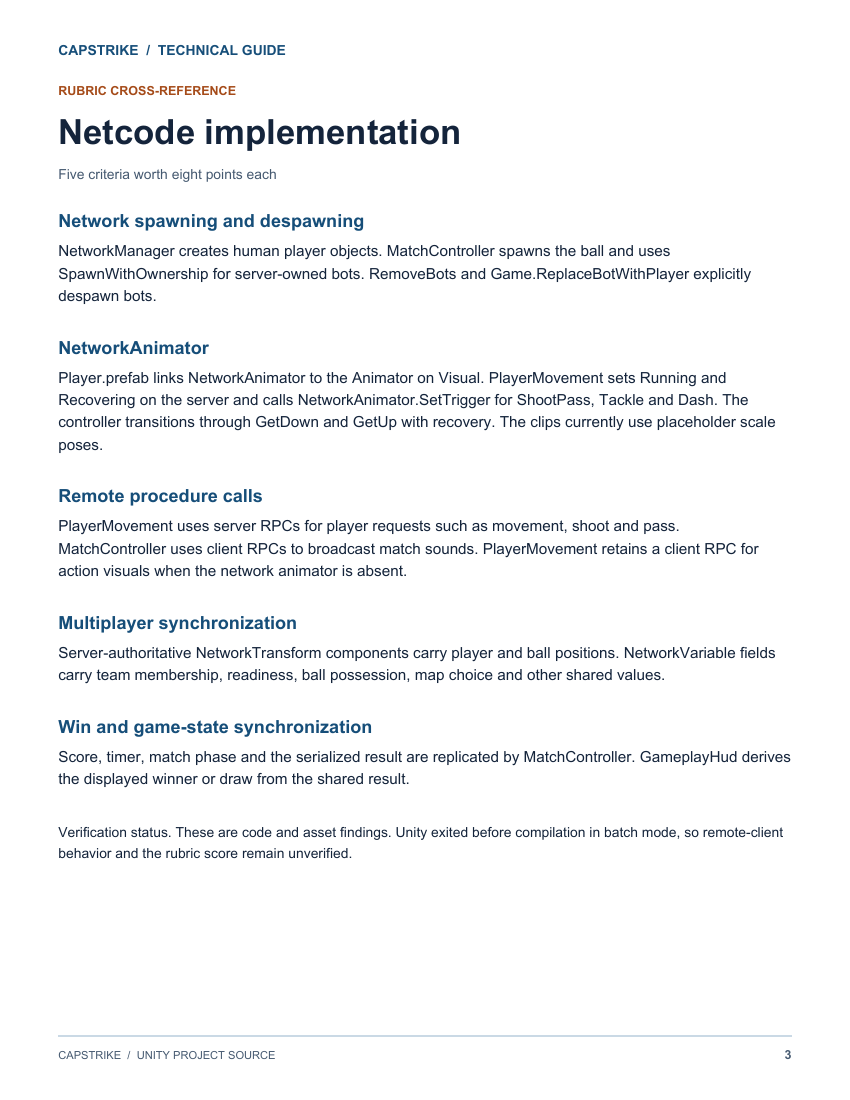 CAPSTRIKE / TECHNICAL GUIDE
RUBRIC CROSS-REFERENCE
Netcode implementation
Five criteria worth eight points each
Network spawning and despawning
NetworkManager creates human player objects. MatchController spawns the ball and uses
SpawnWithOwnership for server-owned bots. RemoveBots and Game.ReplaceBotWithPlayer explicitly
despawn bots.
NetworkAnimator
Player.prefab links NetworkAnimator to the Animator on Visual. PlayerMovement sets Running and
Recovering on the server and calls NetworkAnimator.SetTrigger for ShootPass, Tackle and Dash. The
controller transitions through GetDown and GetUp with recovery. The clips currently use placeholder scale
poses.
Remote procedure calls
PlayerMovement uses server RPCs for player requests such as movement, shoot and pass.
MatchController uses client RPCs to broadcast match sounds. PlayerMovement retains a client RPC for
action visuals when the network animator is absent.
Multiplayer synchronization
Server-authoritative NetworkTransform components carry player and ball positions. NetworkVariable fields
carry team membership, readiness, ball possession, map choice and other shared values.
Win and game-state synchronization
Score, timer, match phase and the serialized result are replicated by MatchController. GameplayHud derives
the displayed winner or draw from the shared result.
Verification status. These are code and asset findings. Unity exited before compilation in batch mode, so remote-client
behavior and the rubric score remain unverified.
CAPSTRIKE / UNITY PROJECT SOURCE
3